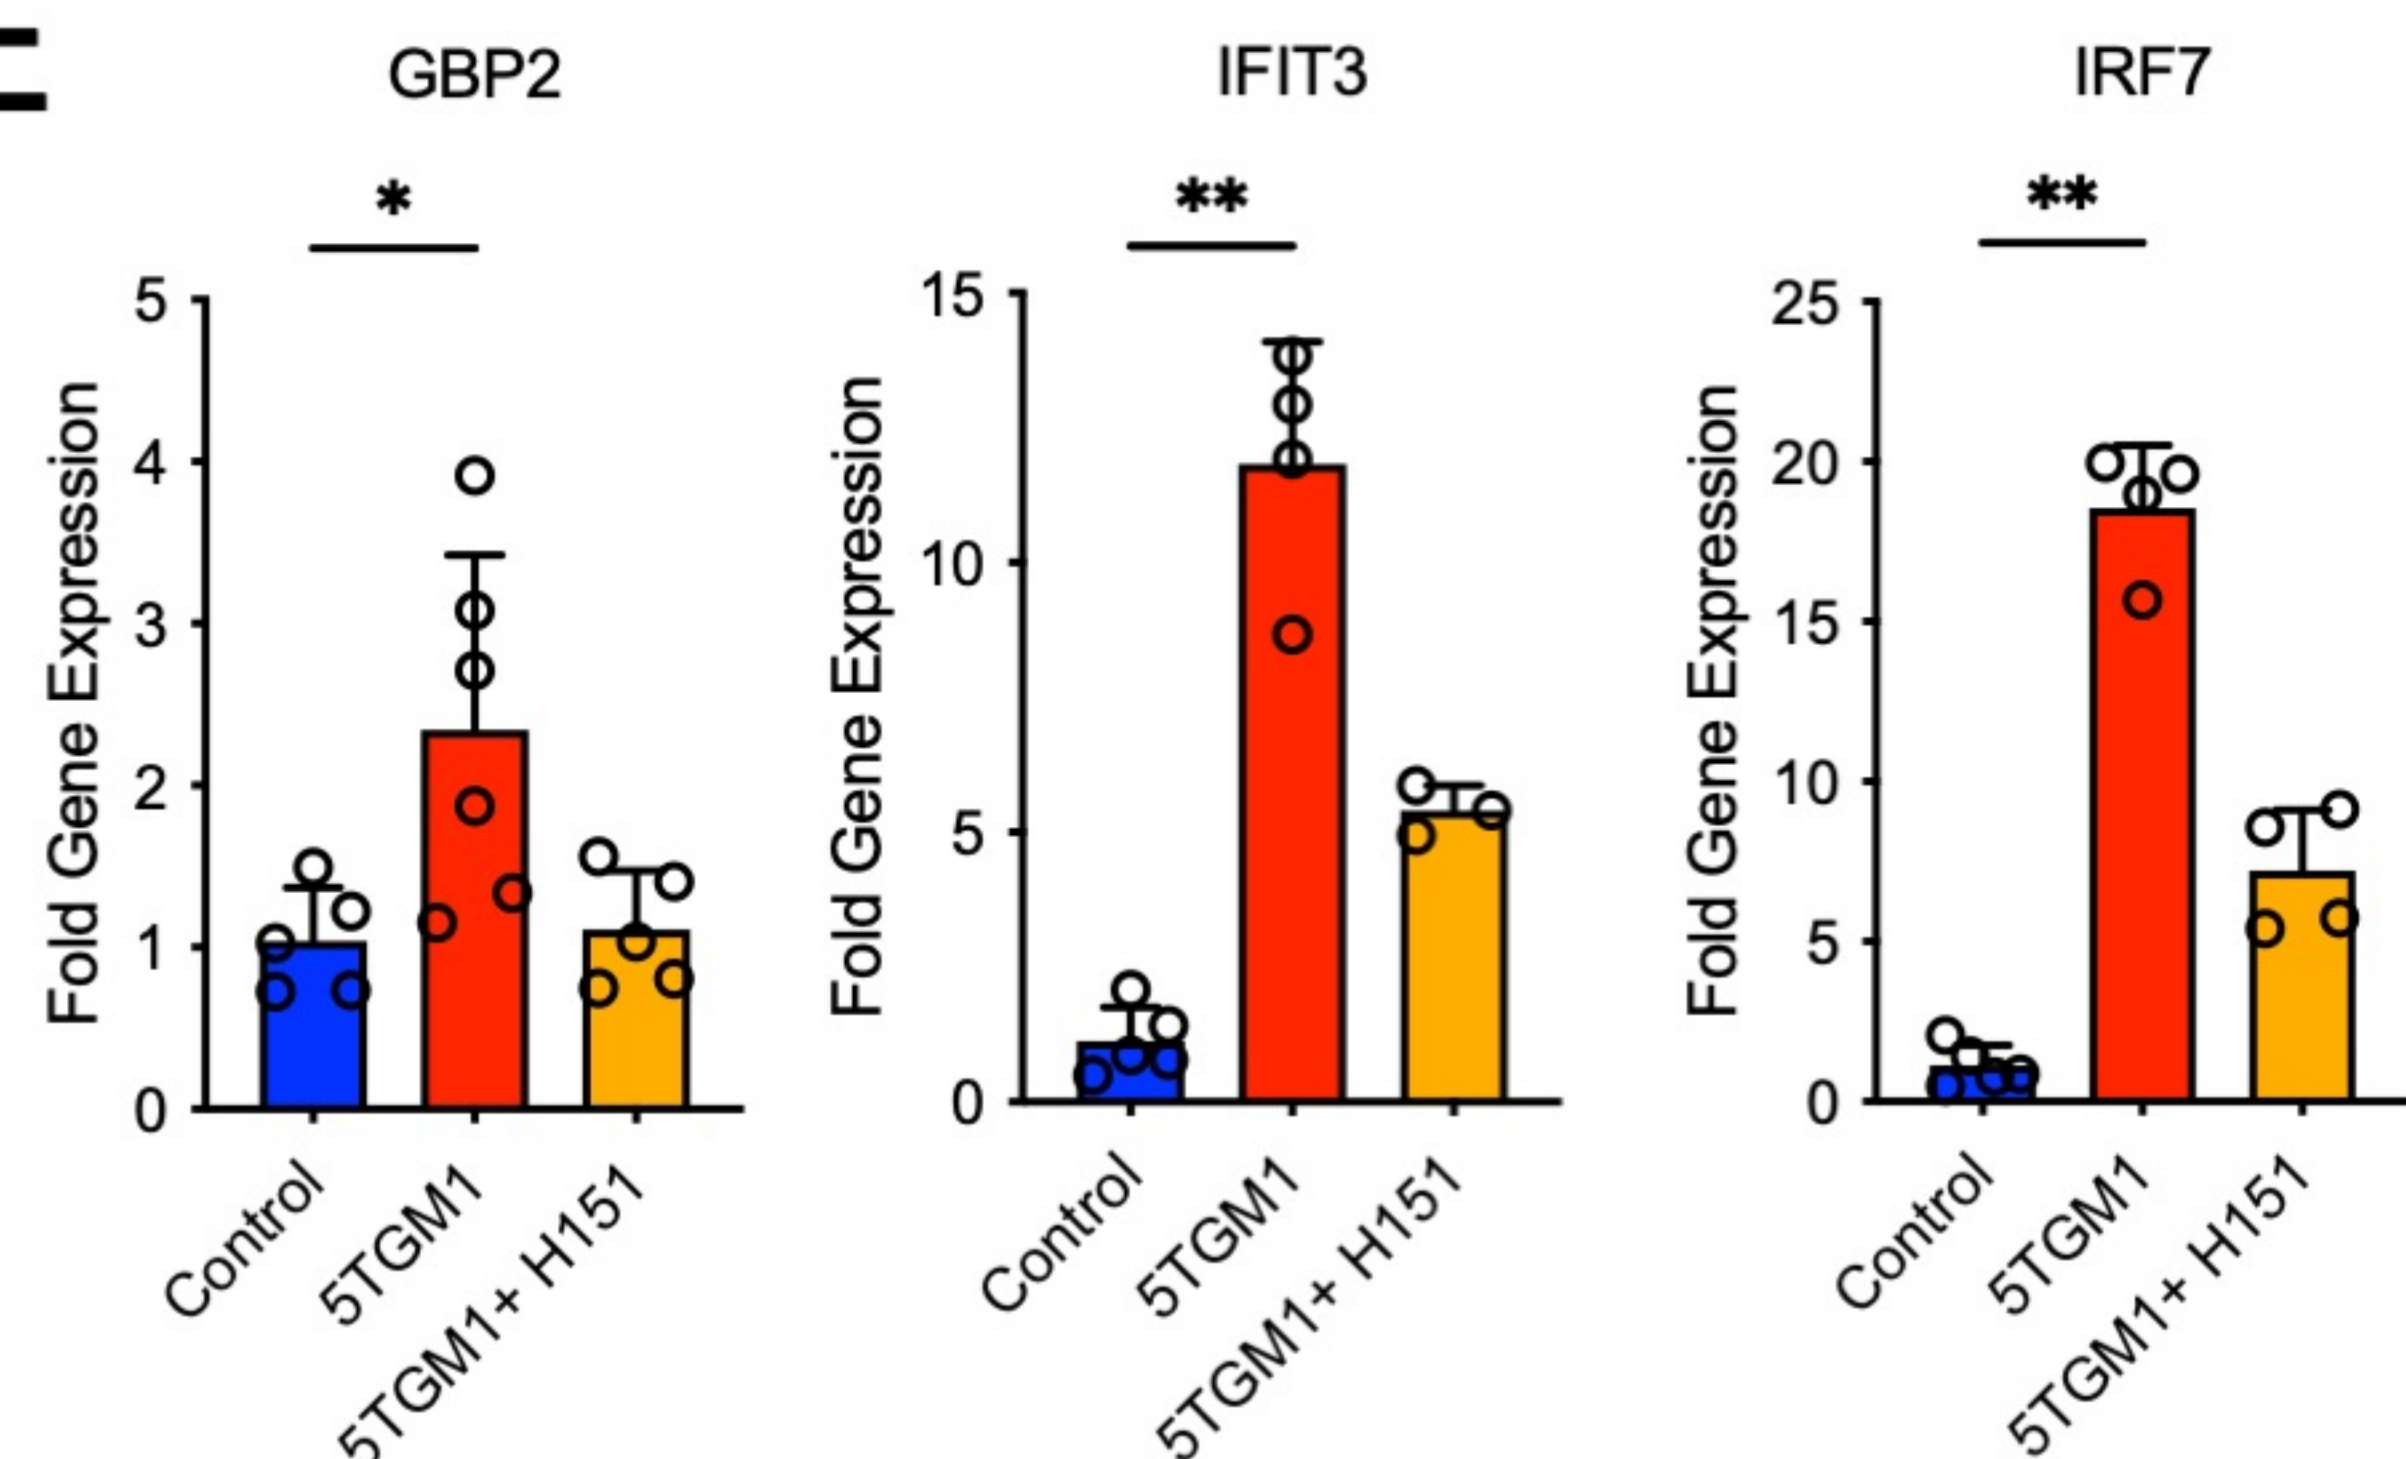 GBP2
*
Fold Gene Expression
5
4
3
2
1
0
Control
5TGM1
5TGM1+ H151
IFIT3
**
Fold Gene Expression
15
10
5
0
Control
5TGM1
5TGM1+ H151
IRF7
**
Fold Gene Expression
25
20
15
10
5
0
Control
5TGM1
5TGM1+ H151